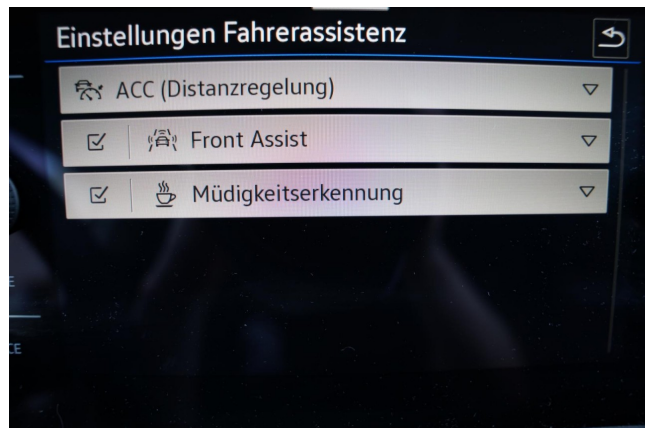 Einstellungen Fahrerassistenz
ACC (Distanzregelung)
Front Assist
Müdigkeitserkennung